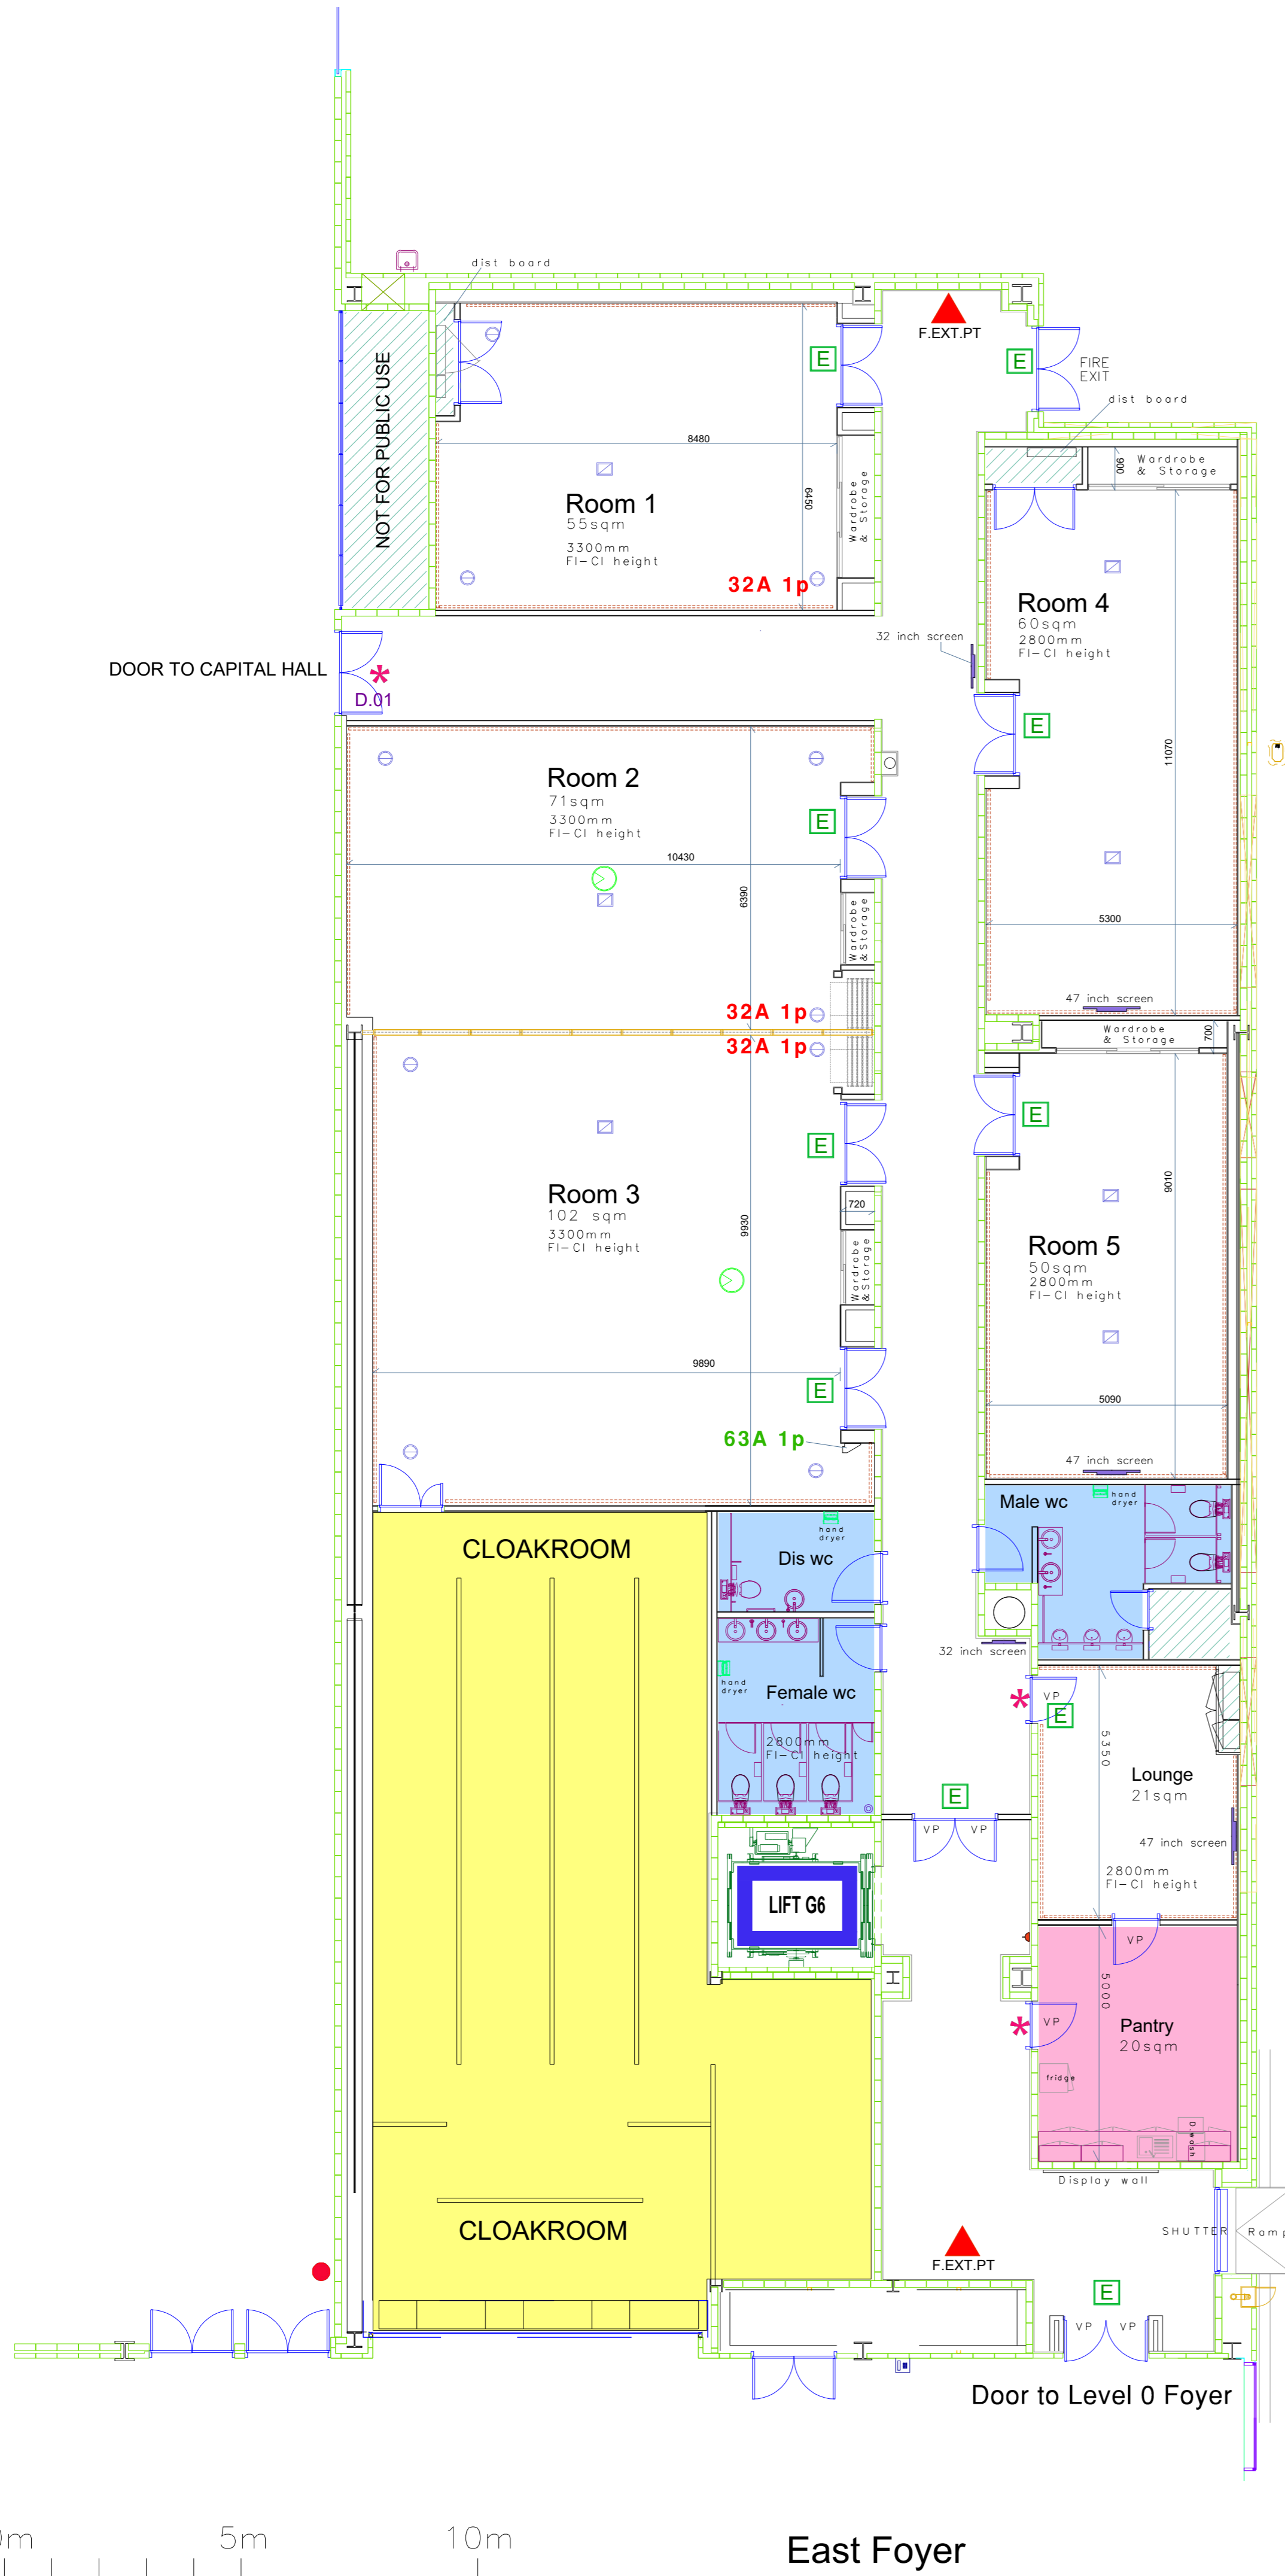 dist board
F.EXT.PT
E
E
FIRE
EXIT
dist board
NOT FOR PUBLIC USE
8480
6450
Room 1
55sqm
3300mm
FI-CI height
32A 1p
Wardrobe
& Storage
900
Wardrobe
& Storage
Room 4
60sqm
2800mm
FI-CI height
32 inch screen
DOOR TO CAPITAL HALL
*
D.01
E
11070
5300
47 inch screen
Room 2
71sqm
3300mm
FI-CI height
E
10430
6390
Wardrobe
&Storage
32A 1p
32A 1p
Wardrobe
& Storage
700
E
E
Room 3
102 sqm
3300mm
FI-CI height
9930
720
Wardrobe
&Storage
9890
E
63A 1p
9010
Room 5
50sqm
2800mm
FI-CI height
5090
47 inch screen
Male wc
hand
dryer
CLOAKROOM
hand
dryer
Dis wc
32 inch screen
hand
dryer
Female wc
2800mm
FI-CI height
*
VP
E
5350
Lounge
21sqm
47 inch screen
2800mm
FI-CI height
E
VP
VP
LIFT G6
VP
5000
*
VP
Pantry
20sqm
fridge
D.wash
Display wall
CLOAKROOM
F.EXT.PT
SHUTTER
Ramp
E
VP
VP
Door to Level 0 Foyer
5m
10m
East Foyer